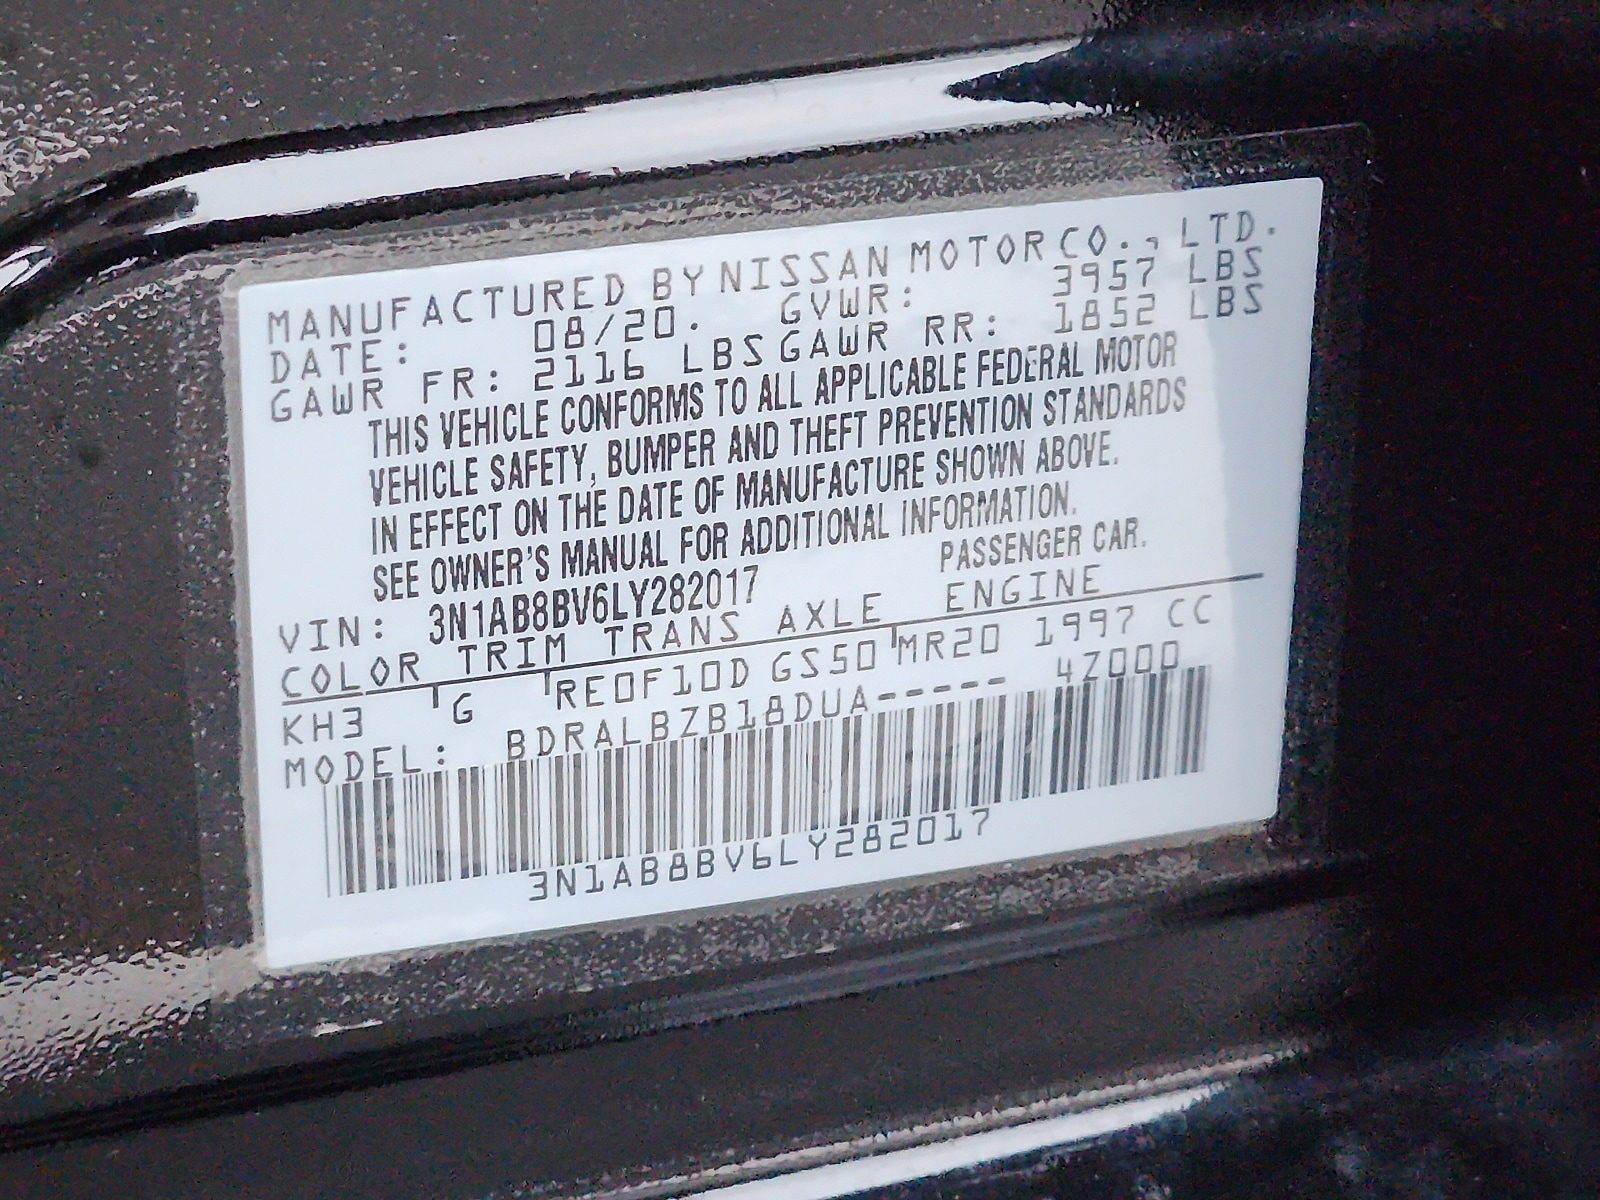 MANUFACTURED BY NISSAN MOTOR CO., LTD.
DATE: 08/20. GVWR: 3957 LBS
GAWR FR: 2116 LBS GAWR RR: 1852 LBS
THIS VEHICLE CONFORMS TO ALL APPLICABLE FEDERAL MOTOR
VEHICLE SAFETY, BUMPER AND THEFT PREVENTION STANDARDS
IN EFFECT ON THE DATE OF MANUFACTURE SHOWN ABOVE.
SEE OWNER'S MANUAL FOR ADDITIONAL INFORMATION.
VIN: 3N1AB8BV6LY282017 PASSENGER CAR.
COLOR TRIM TRANS AXLE ENGINE
KH3 G RE0F10D GS50 MR20 1997 CC
MODEL: BDRALBZB18DUA----- 4Z000
3N1AB8BV6LY282017